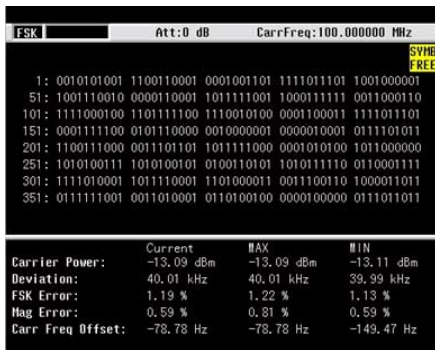 FSK Att:0 dB CarrFreq:100.000000 MHz
SYMB
FREE
1: 0010101001 1100110001 0001001101 1111011101 1001000001
51: 1001110010 0000110001 1011111001 1000111111 0011000110
101: 1111000100 1101111100 1110010100 0001100011 1111011101
151: 0001111100 0101110000 0010000001 0000010001 0111101011
201: 1100111000 0011101101 1011111000 0001010100 1011000000
251: 1010100111 1010100101 0100110101 1010111110 0110001111
301: 1111010001 1011110001 1101000011 0011100110 1000011011
351: 0111111001 0011010001 0110100100 0000100000 0111011011
Current MAX MIN
Carrier Power: -13.09 dBm -13.09 dBm -13.11 dBm
Deviation: 40.01 kHz 40.01 kHz 39.99 kHz
FSK Error: 1.19 % 1.22 % 1.13 %
Mag Error: 0.59 % 0.81 % 0.59 %
Carr Freq Offset: -78.78 Hz -78.78 Hz -149.47 Hz